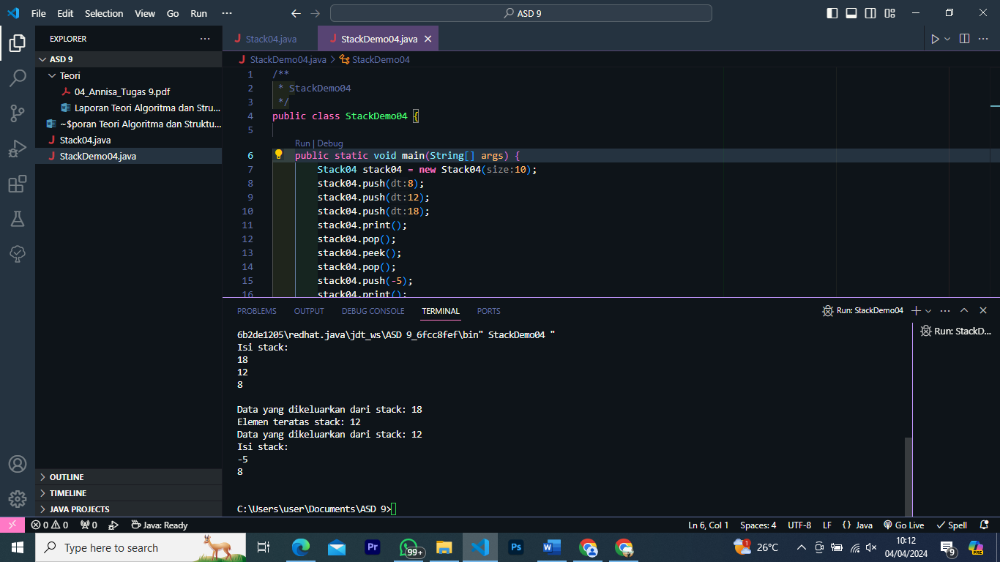 File Edit Selection View Go Run ··· ASD 9
EXPLORER ···
ASD 9
Teori
04_Annisa_Tugas 9.pdf
Laporan Teori Algoritma dan Stru...
~$poran Teori Algoritma dan Struktu...
Stack04.java
StackDemo04.java
OUTLINE
TIMELINE
JAVA PROJECTS
Stack04.java StackDemo04.java
StackDemo04.java > StackDemo04
1 /**
2 * StackDemo04
3 */
4 public class StackDemo04 {
5
Run | Debug
6 public static void main(String[] args) {
7 Stack04 stack04 = new Stack04(size:10);
8 stack04.push(dt:8);
9 stack04.push(dt:12);
10 stack04.push(dt:18);
11 stack04.print();
12 stack04.pop();
13 stack04.peek();
14 stack04.pop();
15 stack04.push(-5);
16 stack04.print();
PROBLEMS OUTPUT DEBUG CONSOLE TERMINAL PORTS
Run: StackDemo04
Run: StackD...
6b2de1205\redhat.java\jdt_ws\ASD 9_6fcc8fef\bin" StackDemo04 "
Isi stack:
18
12
8
Data yang dikeluarkan dari stack: 18
Elemen teratas stack: 12
Data yang dikeluarkan dari stack: 12
Isi stack:
-5
8
C:\Users\user\Documents\ASD 9>
0 0 0 Java: Ready Ln 6, Col 1 Spaces: 4 UTF-8 LF {} Java Go Live Spell
Type here to search Pr 99+ Ps W 1 26°C 10:12 9 PRE
04/04/2024